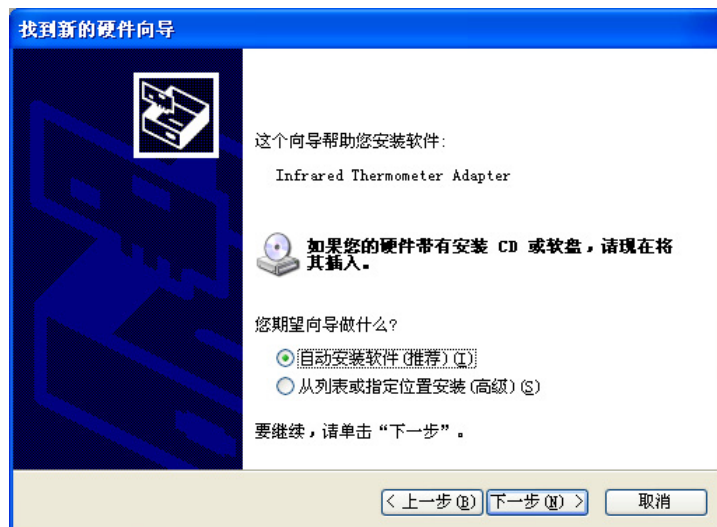 找到新的硬件向导
这个向导帮助您安装软件:
Infrared Thermometer Adapter
如果您的硬件带有安装 CD 或软盘，请现在将
其插入。
您期望向导做什么?
自动安装软件(推荐)(I)
从列表或指定位置安装(高级)(S)
要继续，请单击“下一步”。
< 上一步(B) 下一步(N) > 取消